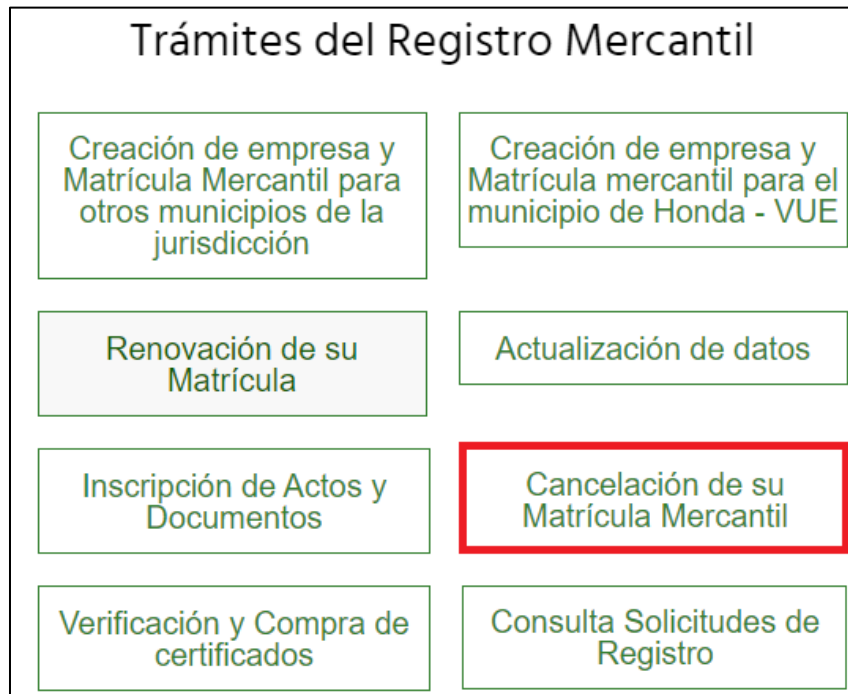 Trámites del Registro Mercantil
Creación de empresa y
Matrícula Mercantil para
otros municipios de la
jurisdicción
Creación de empresa y
Matrícula mercantil para el
municipio de Honda - VUE
Renovación de su
Matrícula
Actualización de datos
Inscripción de Actos y
Documentos
Cancelación de su
Matrícula Mercantil
Verificación y Compra de
certificados
Consulta Solicitudes de
Registro